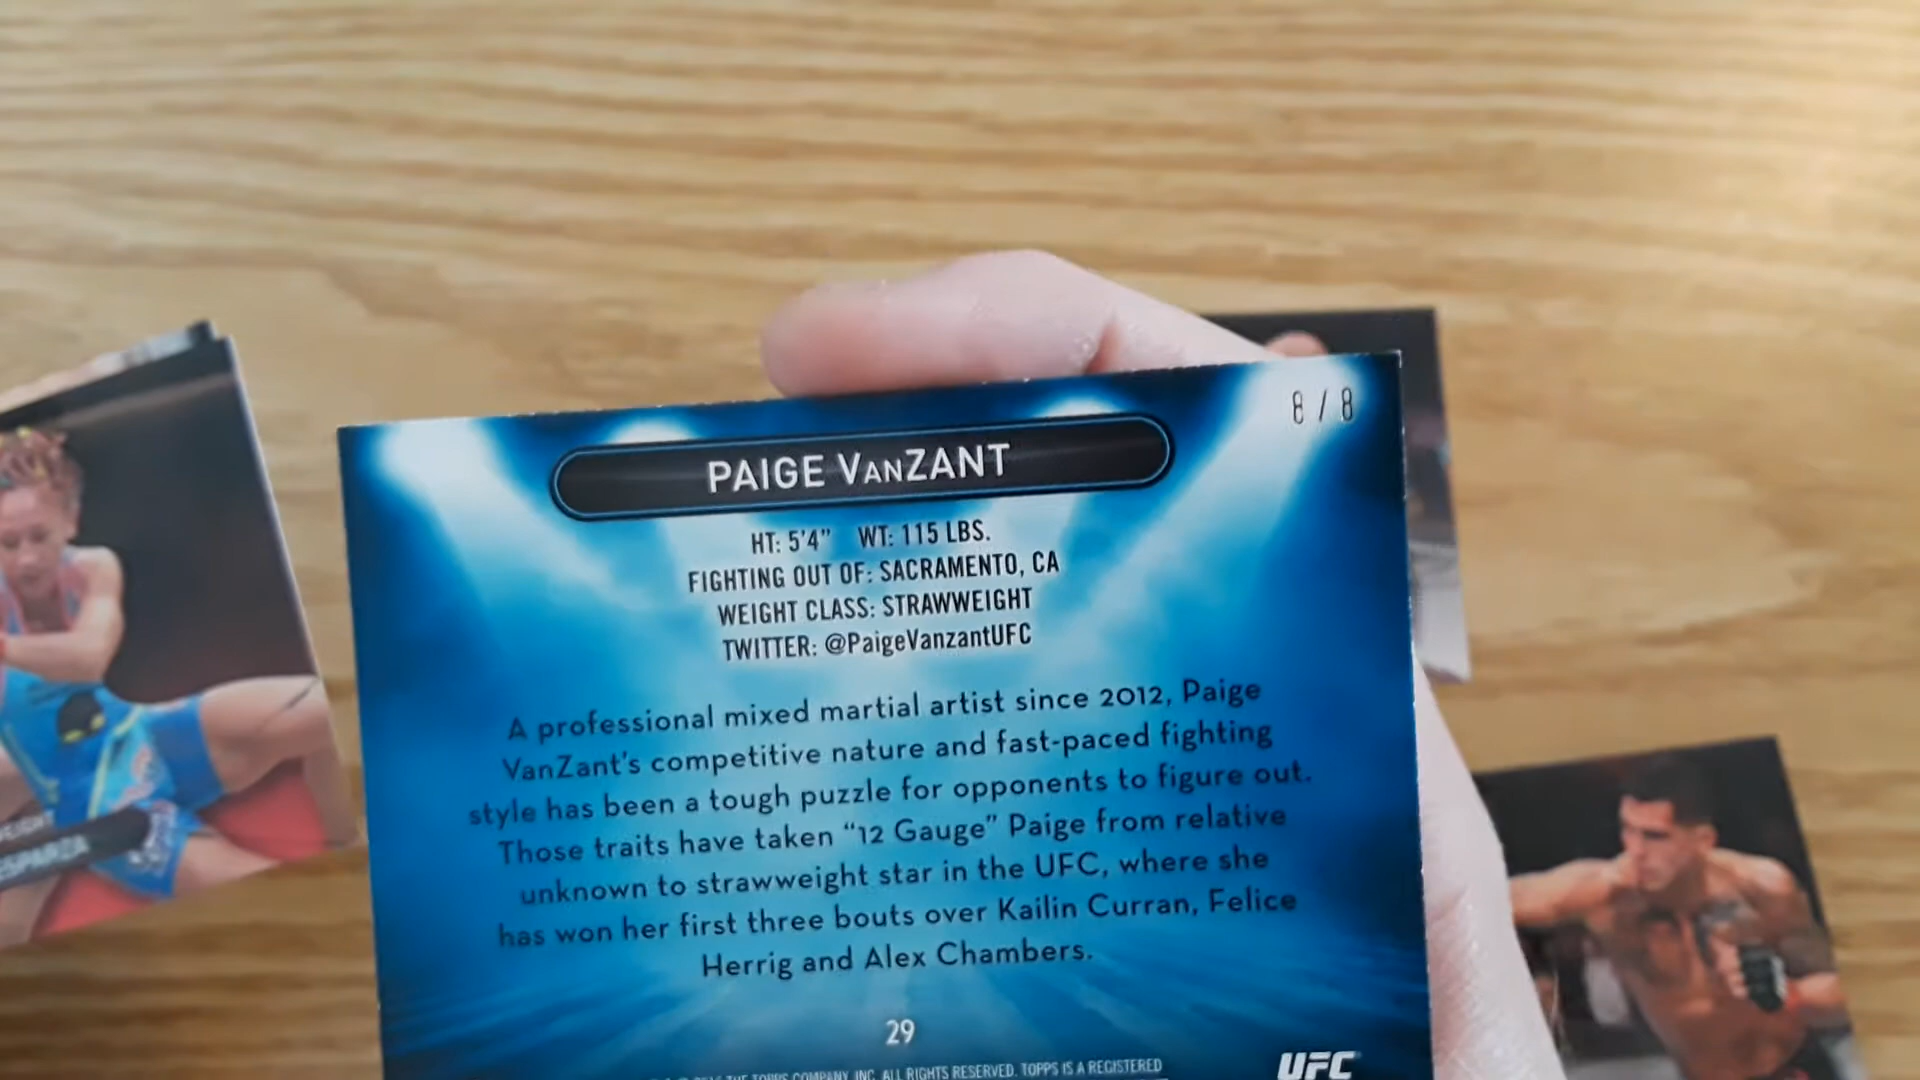 8 / 8
PAIGE VANZANT
HT: 5'4" WT: 115 LBS.
FIGHTING OUT OF: SACRAMENTO, CA
WEIGHT CLASS: STRAWWEIGHT
TWITTER: @PaigeVanzantUFC
A professional mixed martial artist since 2012, Paige
VanZant's competitive nature and fast-paced fighting
style has been a tough puzzle for opponents to figure out.
Those traits have taken “12 Gauge” Paige from relative
unknown to strawweight star in the UFC, where she
has won her first three bouts over Kailin Curran, Felice
Herrig and Alex Chambers.
29
THE TOPPS COMPANY, INC. ALL RIGHTS RESERVED. TOPPS IS A REGISTERED
UFC
ESPARZA